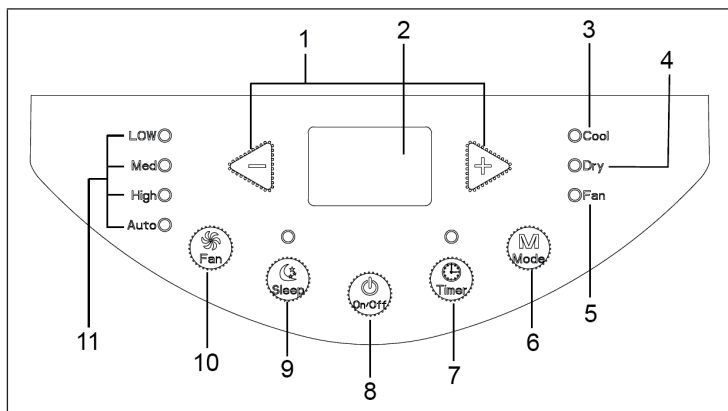 1
2
3
4
LOW
Med
High
Auto
−
+
Cool
Dry
Fan
Fan
Sleep
On/Off
Timer
M
Mode
11
10
9
8
7
6
5